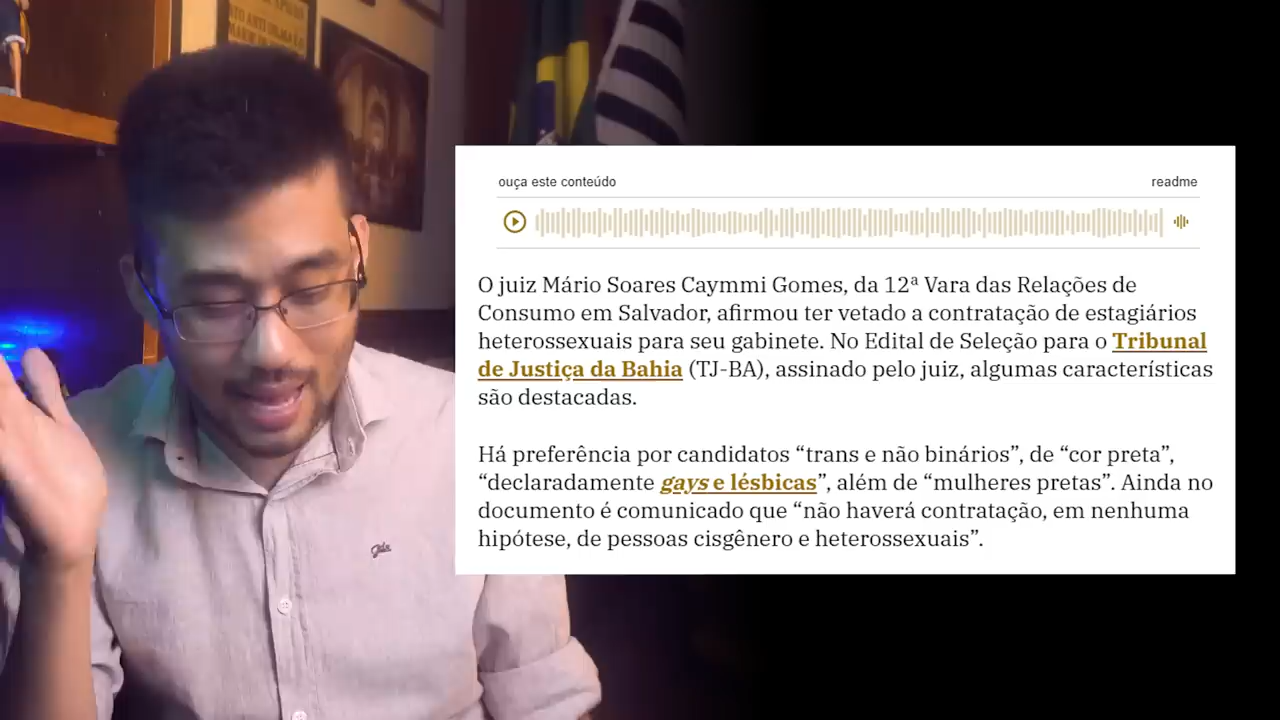 ATO ANTI DILMA E L
ouça este conteúdo
readme
O juiz Mário Soares Caymmi Gomes, da 12ª Vara das Relações de
Consumo em Salvador, afirmou ter vetado a contratação de estagiários
heterossexuais para seu gabinete. No Edital de Seleção para o Tribunal
de Justiça da Bahia (TJ-BA), assinado pelo juiz, algumas características
são destacadas.
Há preferência por candidatos “trans e não binários”, de “cor preta”,
“declaradamente gays e lésbicas”, além de “mulheres pretas”. Ainda no
documento é comunicado que “não haverá contratação, em nenhuma
hipótese, de pessoas cisgênero e heterossexuais”.